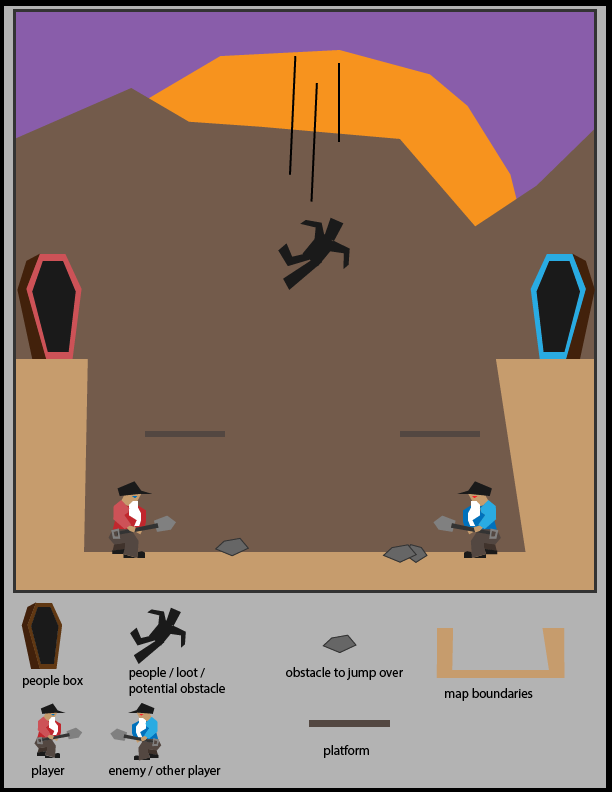 people box
people / loot /
potential obstacle
obstacle to jump over
map boundaries
player
enemy / other player
platform